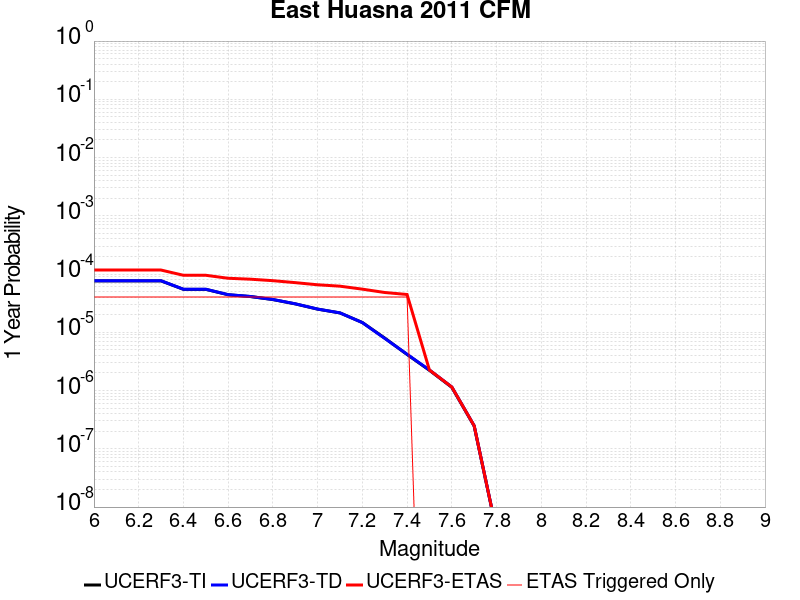 East Huasna 2011 CFM
10^0
10^-1
10^-2
10^-3
10^-4
10^-5
10^-6
10^-7
10^-8
1 Year Probability
6 6.2 6.4 6.6 6.8 7 7.2 7.4 7.6 7.8 8 8.2 8.4 8.6 8.8 9
Magnitude
UCERF3-TI UCERF3-TD UCERF3-ETAS ETAS Triggered Only